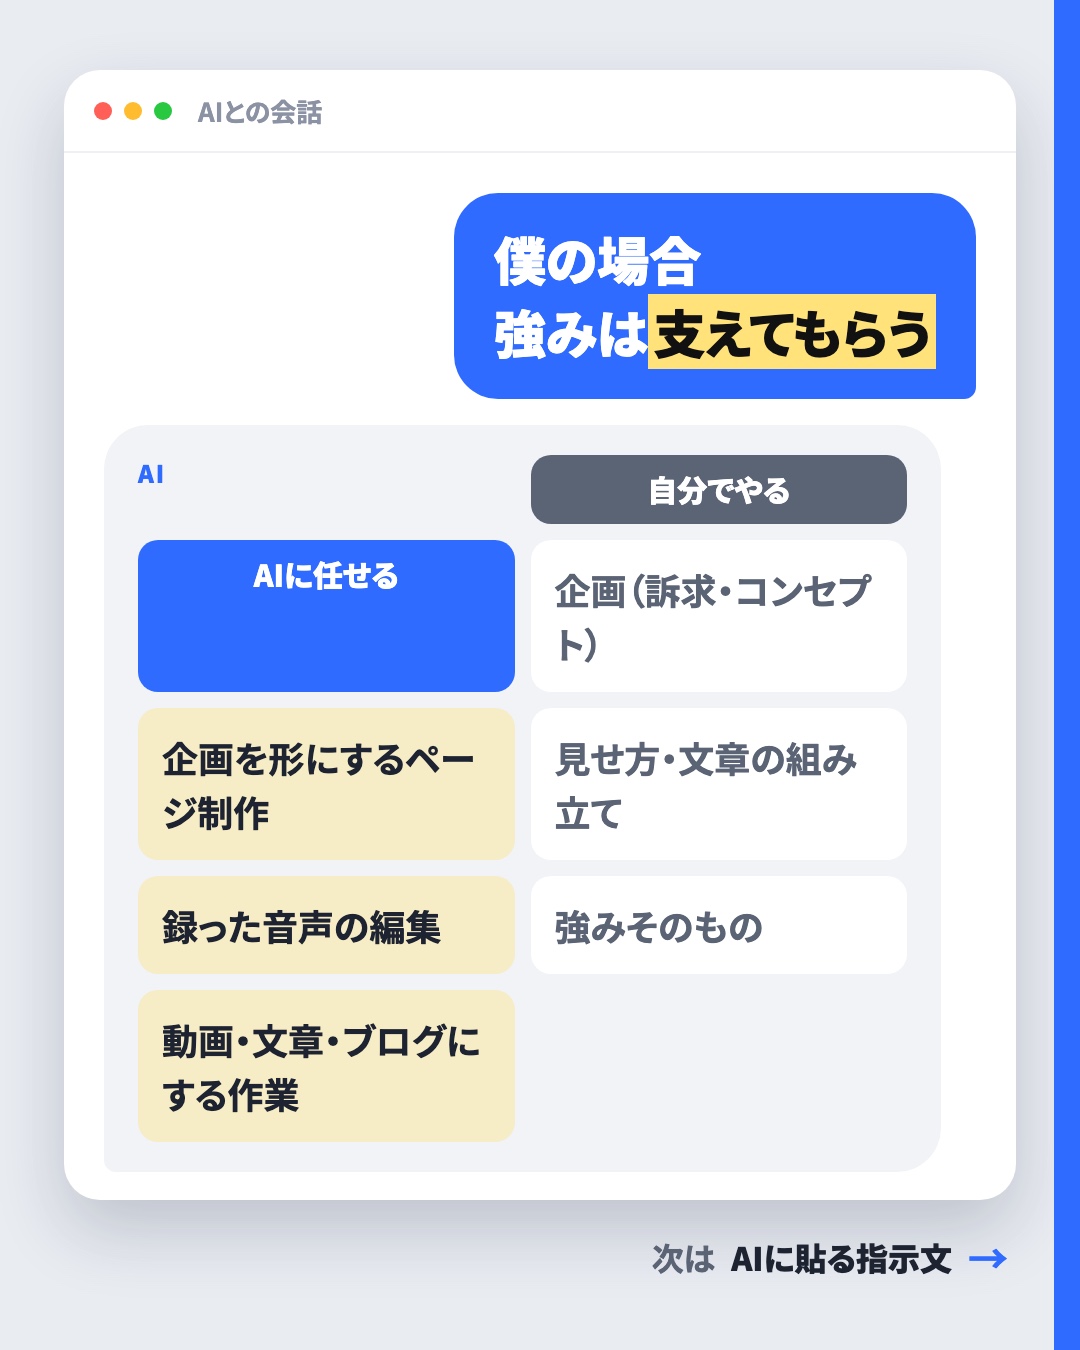 AIとの会話
僕の場合
強みは支えてもらう
AI
自分でやる
AIに任せる
企画（訴求・コンセプ
ト）
企画を形にするペー
ジ制作
見せ方・文章の組み
立て
録った音声の編集
強みそのもの
動画・文章・ブログに
する作業
次は AIに貼る指示文 →